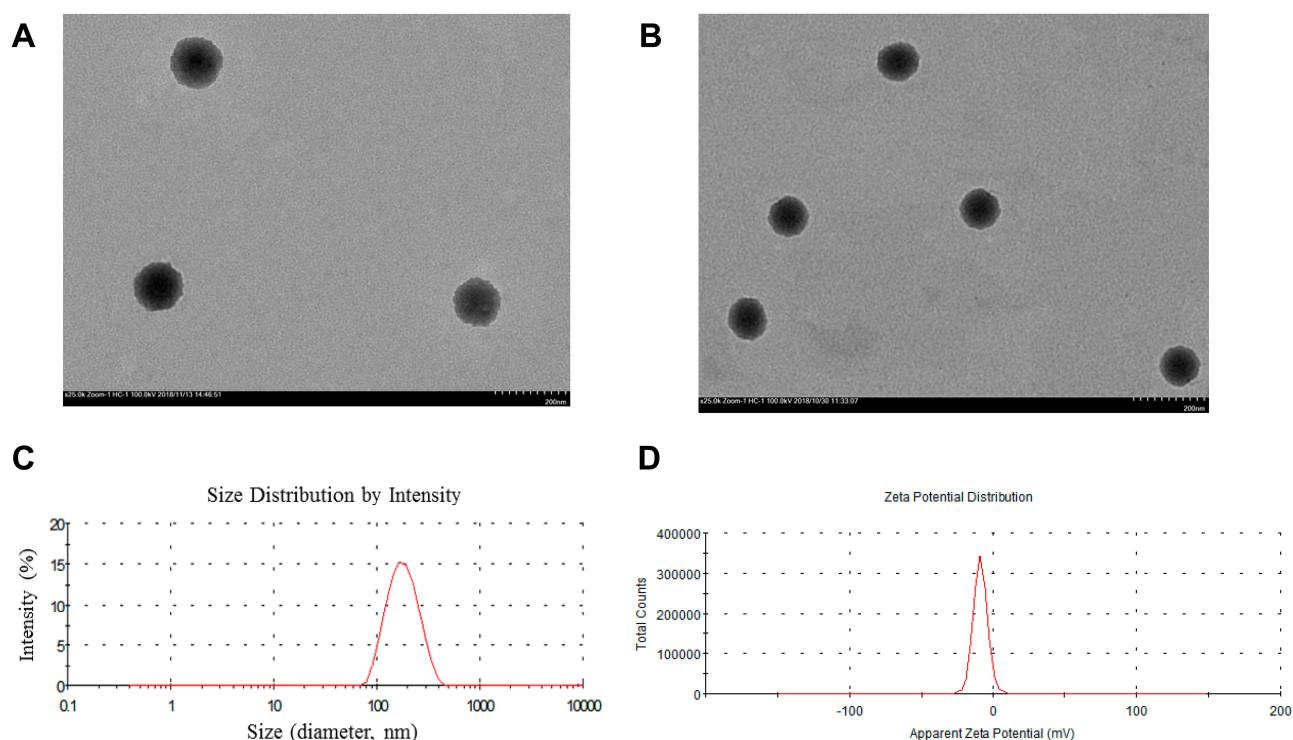 A
B
x25.0k Zoom-1 HC-1 100.0kV 2018/11/13 14:46:51
200nm
x25.0k Zoom-1 HC-1 100.0kV 2018/10/30 11:33:07
200nm
C
Size Distribution by Intensity
Intensity (%)
20
15
10
5
0
0.1 1 10 100 1000 10000
Size (diameter, nm)
D
Zeta Potential Distribution
Total Counts
400000
300000
200000
100000
0
-100 0 100 200
Apparent Zeta Potential (mV)